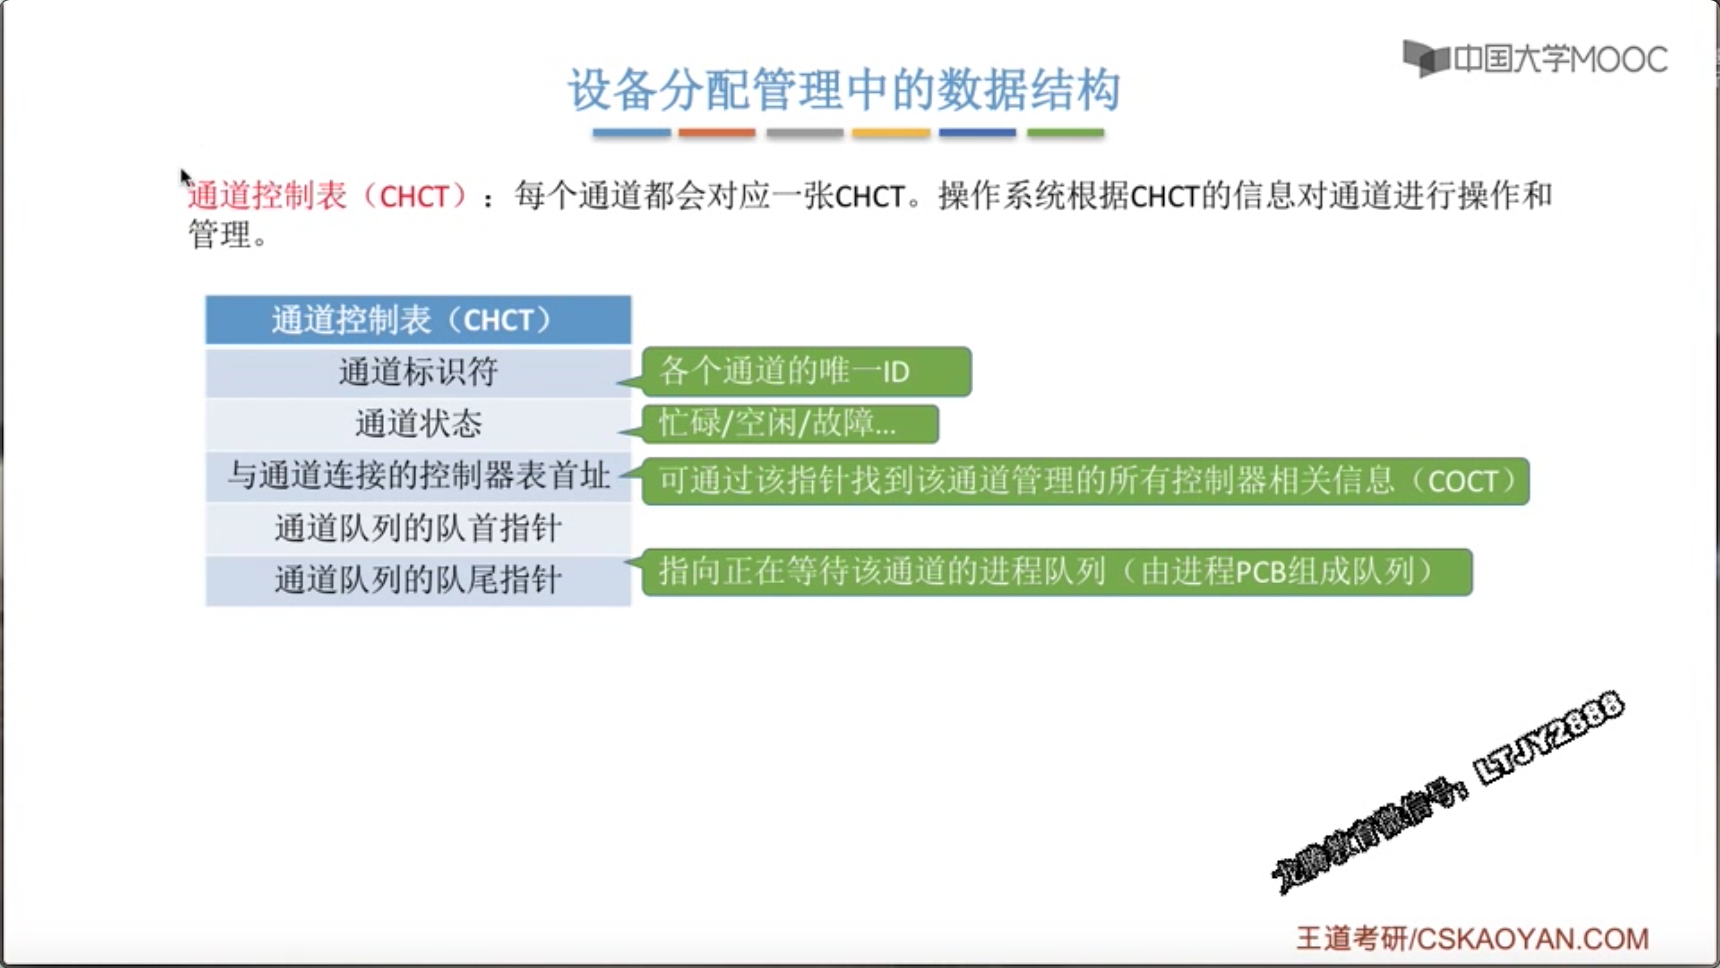 中国大学MOOC
设备分配管理中的数据结构
通道控制表（CHCT）：每个通道都会对应一张CHCT。操作系统根据CHCT的信息对通道进行操作和
管理。
通道控制表（CHCT）
通道标识符
各个通道的唯一ID
通道状态
忙碌/空闲/故障...
与通道连接的控制器表首址
可通过该指针找到该通道管理的所有控制器相关信息（COCT）
通道队列的队首指针
通道队列的队尾指针
指向正在等待该通道的进程队列（由进程PCB组成队列）
龙腾教育微信号：LTJY2888
王道考研/CSKAOYAN.COM